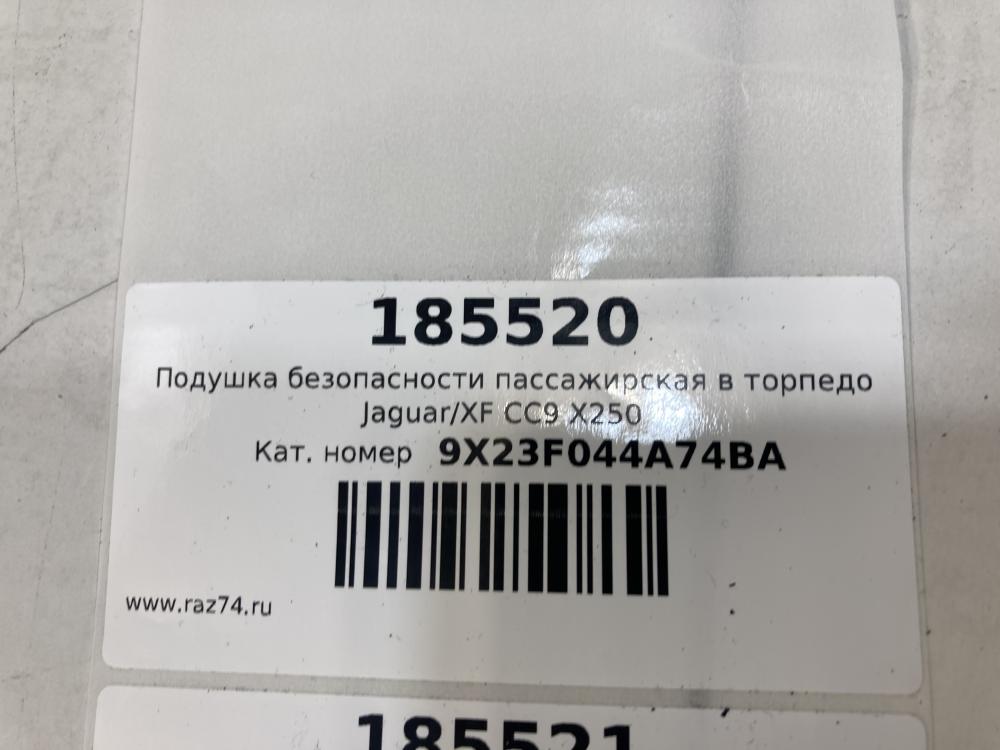 185520
Подушка безопасности пассажирская в торпедо
Jaguar/XF CC9 X250
Кат. номер 9X23F044A74BA
www.raz74.ru
185521